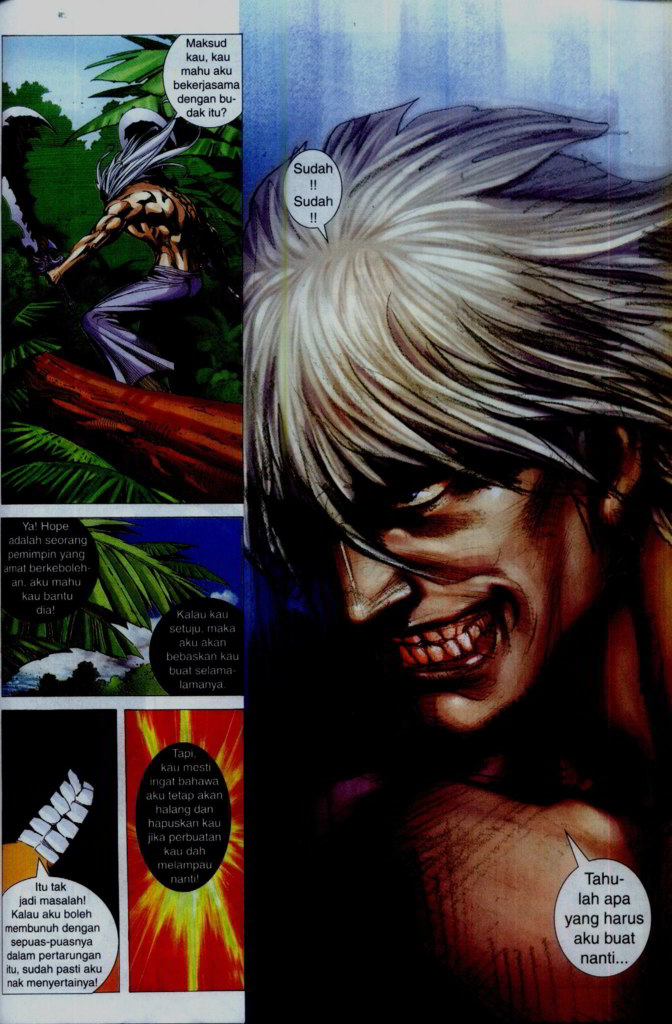 Maksud
kau, kau
mahu aku
bekerjasama
dengan bu-
dak itu?
Ya! Hope
adalah seorang
pemimpin yang
amat berkeboleh-
an, aku mahu
kau bantu
dia!
Kalau kau
setuju, maka
aku akan
bebaskan kau
buat selama-
lamanya.
Itu tak
jadi masalah!
Kalau aku boleh
membunuh dengan
sepuas-puasnya
dalam pertarungan
itu, sudah pasti aku
nak menyertainya!
Tapi,
kau mesti
ingat bahawa
aku tetap akan
halang dan
hapuskan kau
jika perbuatan
kau dah
melampau
nanti!
Sudah
!!
Sudah
!!
Tahu-
lah apa
yang harus
aku buat
nanti...